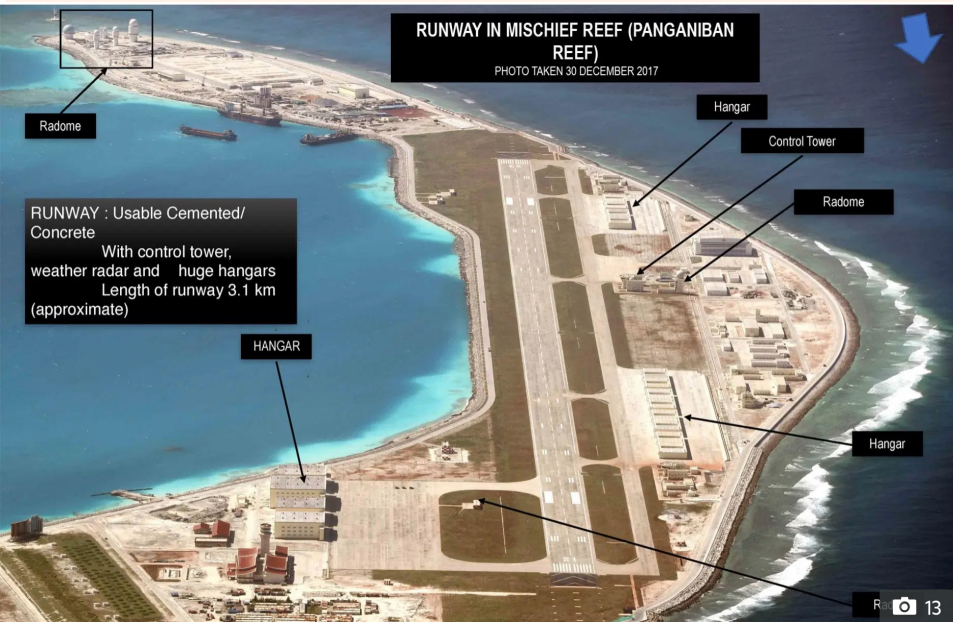 RUNWAY IN MISCHIEF REEF (PANGANIBAN
REEF)
PHOTO TAKEN 30 DECEMBER 2017
Radome
Hangar
Control Tower
Radome
RUNWAY : Usable Cemented/
Concrete
With control tower,
weather radar and huge hangars
Length of runway 3.1 km
(approximate)
HANGAR
Hangar
13